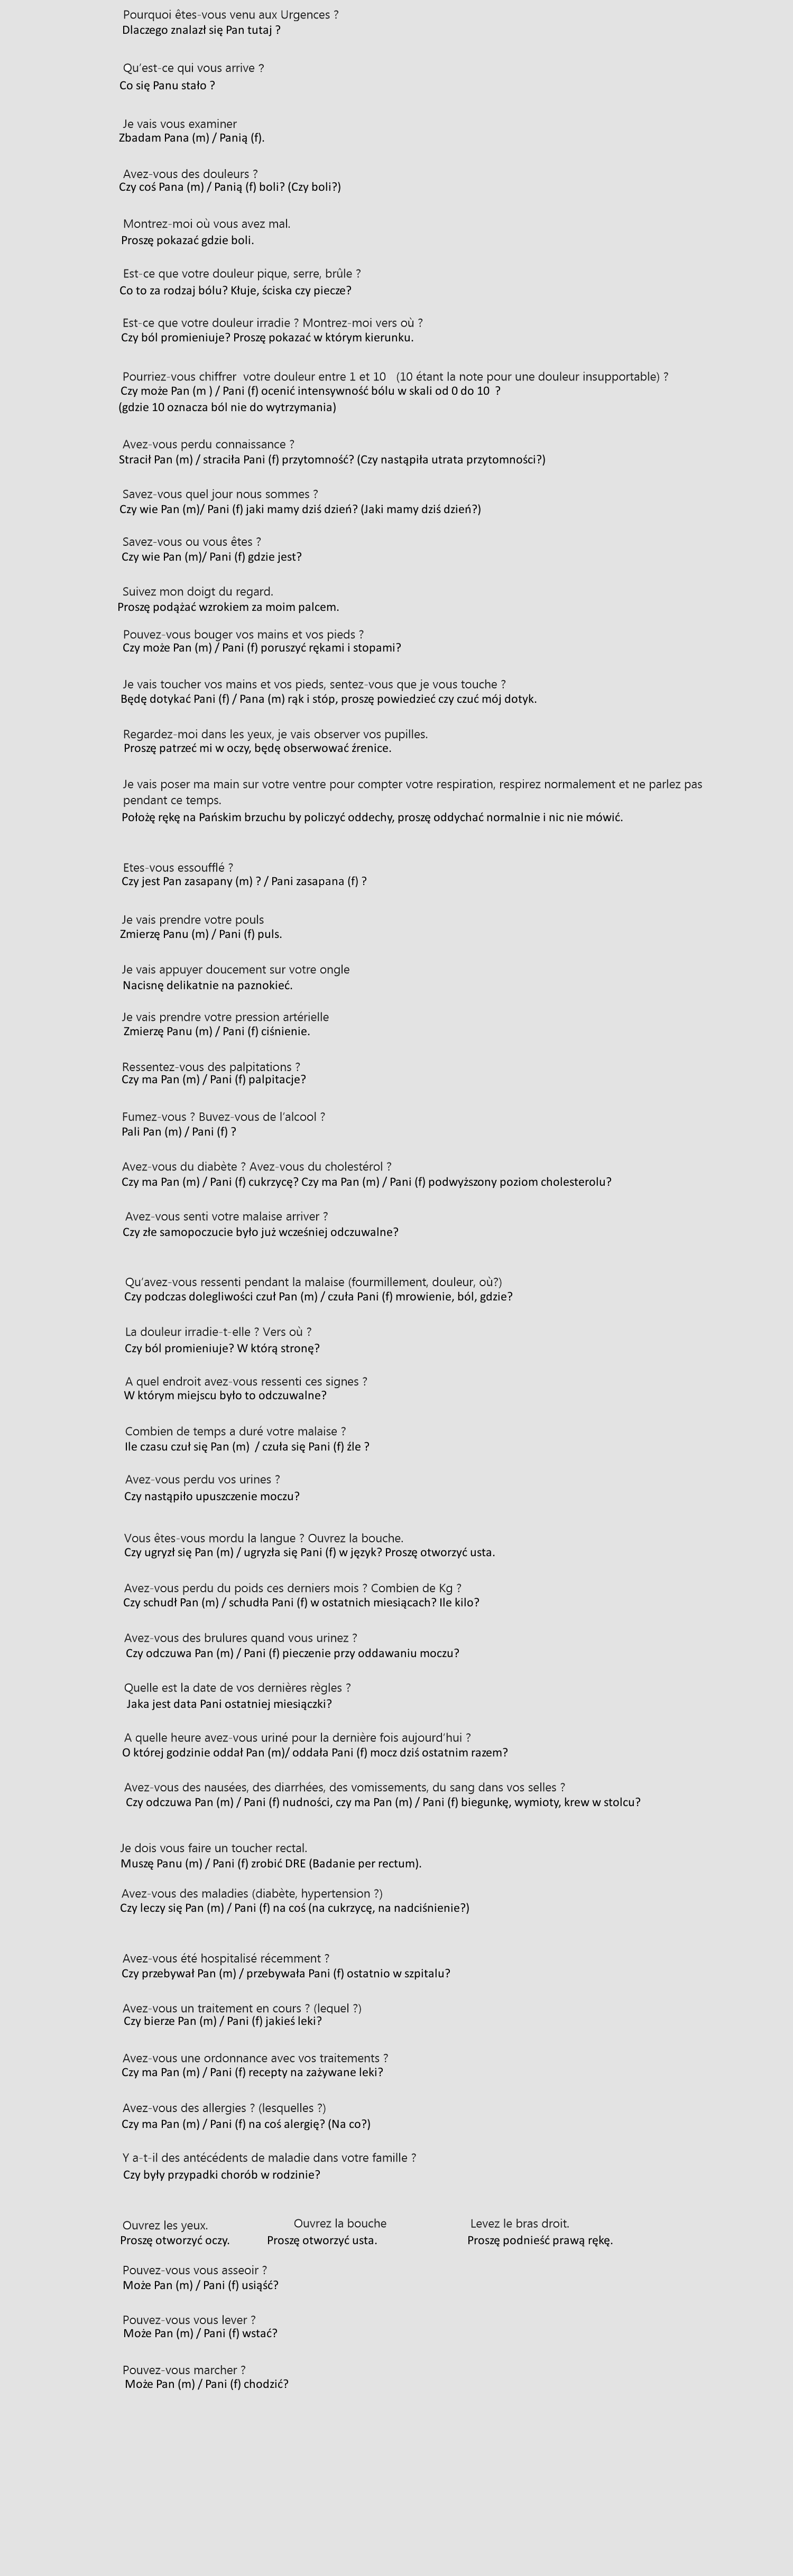 Pourquoi êtes-vous venu aux Urgences ?
Dlaczego znalazł się Pan tutaj ?
Qu'est-ce qui vous arrive ?
Co się Panu stało ?
Je vais vous examiner
Zbadam Pana (m) / Panią (f).
Avez-vous des douleurs ?
Czy coś Pana (m) / Panią (f) boli? (Czy boli?)
Montrez-moi où vous avez mal.
Proszę pokazać gdzie boli.
Est-ce que votre douleur pique, serre, brûle ?
Co to za rodzaj bólu? Kłuje, ściska czy piecze?
Est-ce que votre douleur irradie ? Montrez-moi vers où ?
Czy ból promieniuje? Proszę pokazać w którym kierunku.
Pourriez-vous chiffrer  votre douleur entre 1 et 10   (10 étant la note pour une douleur insupportable) ?
Czy może Pan (m ) / Pani (f) ocenić intensywność bólu w skali od 0 do 10  ?
(gdzie 10 oznacza ból nie do wytrzymania)
Avez-vous perdu connaissance ?
Stracił Pan (m) / straciła Pani (f) przytomność? (Czy nastąpiła utrata przytomności?)
Savez-vous quel jour nous sommes ?
Czy wie Pan (m)/ Pani (f) jaki mamy dziś dzień? (Jaki mamy dziś dzień?)
Savez-vous ou vous êtes ?
Czy wie Pan (m)/ Pani (f) gdzie jest?
Suivez mon doigt du regard.
Proszę podążać wzrokiem za moim palcem.
Pouvez-vous bouger vos mains et vos pieds ?
Czy może Pan (m) / Pani (f) poruszyć rękami i stopami?
Je vais toucher vos mains et vos pieds, sentez-vous que je vous touche ?
Będę dotykać Pani (f) / Pana (m) rąk i stóp, proszę powiedzieć czy czuć mój dotyk.
Regardez-moi dans les yeux, je vais observer vos pupilles.
Proszę patrzeć mi w oczy, będę obserwować źrenice.
Je vais poser ma main sur votre ventre pour compter votre respiration, respirez normalement et ne parlez pas
pendant ce temps.
Położę rękę na Pańskim brzuchu by policzyć oddechy, proszę oddychać normalnie i nic nie mówić.
Etes-vous essoufflé ?
Czy jest Pan zasapany (m) ? / Pani zasapana (f) ?
Je vais prendre votre pouls
Zmierzę Panu (m) / Pani (f) puls.
Je vais appuyer doucement sur votre ongle
Nacisnę delikatnie na paznokieć.
Je vais prendre votre pression artérielle
Zmierzę Panu (m) / Pani (f) ciśnienie.
Ressentez-vous des palpitations ?
Czy ma Pan (m) / Pani (f) palpitacje?
Fumez-vous ? Buvez-vous de l'alcool ?
Pali Pan (m) / Pani (f) ?
Avez-vous du diabète ? Avez-vous du cholestérol ?
Czy ma Pan (m) / Pani (f) cukrzycę? Czy ma Pan (m) / Pani (f) podwyższony poziom cholesterolu?
Avez-vous senti votre malaise arriver ?
Czy złe samopoczucie było już wcześniej odczuwalne?
Qu'avez-vous ressenti pendant la malaise (fourmillement, douleur, où?)
Czy podczas dolegliwości czuł Pan (m) / czuła Pani (f) mrowienie, ból, gdzie?
La douleur irradie-t-elle ? Vers où ?
Czy ból promieniuje? W którą stronę?
A quel endroit avez-vous ressenti ces signes ?
W którym miejscu było to odczuwalne?
Combien de temps a duré votre malaise ?
Ile czasu czuł się Pan (m)  / czuła się Pani (f) źle ?
Avez-vous perdu vos urines ?
Czy nastąpiło upuszczenie moczu?
Vous êtes-vous mordu la langue ? Ouvrez la bouche.
Czy ugryzł się Pan (m) / ugryzła się Pani (f) w język? Proszę otworzyć usta.
Avez-vous perdu du poids ces derniers mois ? Combien de Kg ?
Czy schudł Pan (m) / schudła Pani (f) w ostatnich miesiącach? Ile kilo?
Avez-vous des brulures quand vous urinez ?
Czy odczuwa Pan (m) / Pani (f) pieczenie przy oddawaniu moczu?
Quelle est la date de vos dernières règles ?
Jaka jest data Pani ostatniej miesiączki?
A quelle heure avez-vous uriné pour la dernière fois aujourd'hui ?
O której godzinie oddał Pan (m)/ oddała Pani (f) mocz dziś ostatnim razem?
Avez-vous des nausées, des diarrhées, des vomissements, du sang dans vos selles ?
Czy odczuwa Pan (m) / Pani (f) nudności, czy ma Pan (m) / Pani (f) biegunkę, wymioty, krew w stolcu?
Je dois vous faire un toucher rectal.
Muszę Panu (m) / Pani (f) zrobić DRE (Badanie per rectum).
Avez-vous des maladies (diabète, hypertension ?)
Czy leczy się Pan (m) / Pani (f) na coś (na cukrzycę, na nadciśnienie?)
Avez-vous été hospitalisé récemment ?
Czy przebywał Pan (m) / przebywała Pani (f) ostatnio w szpitalu?
Avez-vous un traitement en cours ? (lequel ?)
Czy bierze Pan (m) / Pani (f) jakieś leki?
Avez-vous une ordonnance avec vos traitements ?
Czy ma Pan (m) / Pani (f) recepty na zażywane leki?
Avez-vous des allergies ? (lesquelles ?)
Czy ma Pan (m) / Pani (f) na coś alergię? (Na co?)
Y a-t-il des antécédents de maladie dans votre famille ?
Czy były przypadki chorób w rodzinie?
Ouvrez les yeux.
Proszę otworzyć oczy.
Ouvrez la bouche
Proszę otworzyć usta.
Levez le bras droit.
Proszę podnieść prawą rękę.
Pouvez-vous vous asseoir ?
Może Pan (m) / Pani (f) usiąść?
Pouvez-vous vous lever ?
Może Pan (m) / Pani (f) wstać?
Pouvez-vous marcher ?
Może Pan (m) / Pani (f) chodzić?